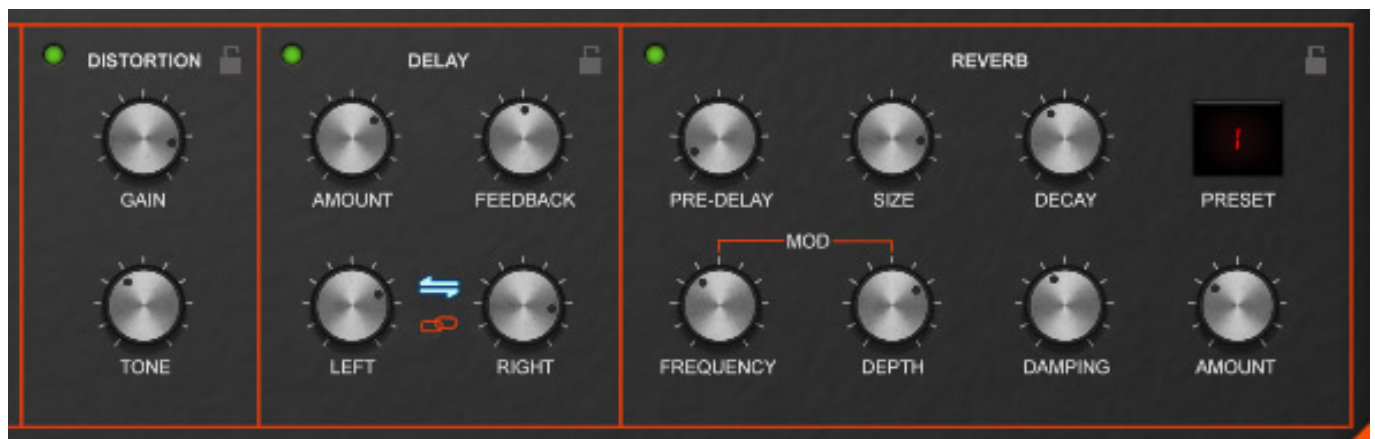 DISTORTION
GAIN
TONE
DELAY
AMOUNT FEEDBACK
LEFT RIGHT
REVERB
1
PRE-DELAY SIZE DECAY PRESET
MOD
FREQUENCY DEPTH DAMPING AMOUNT